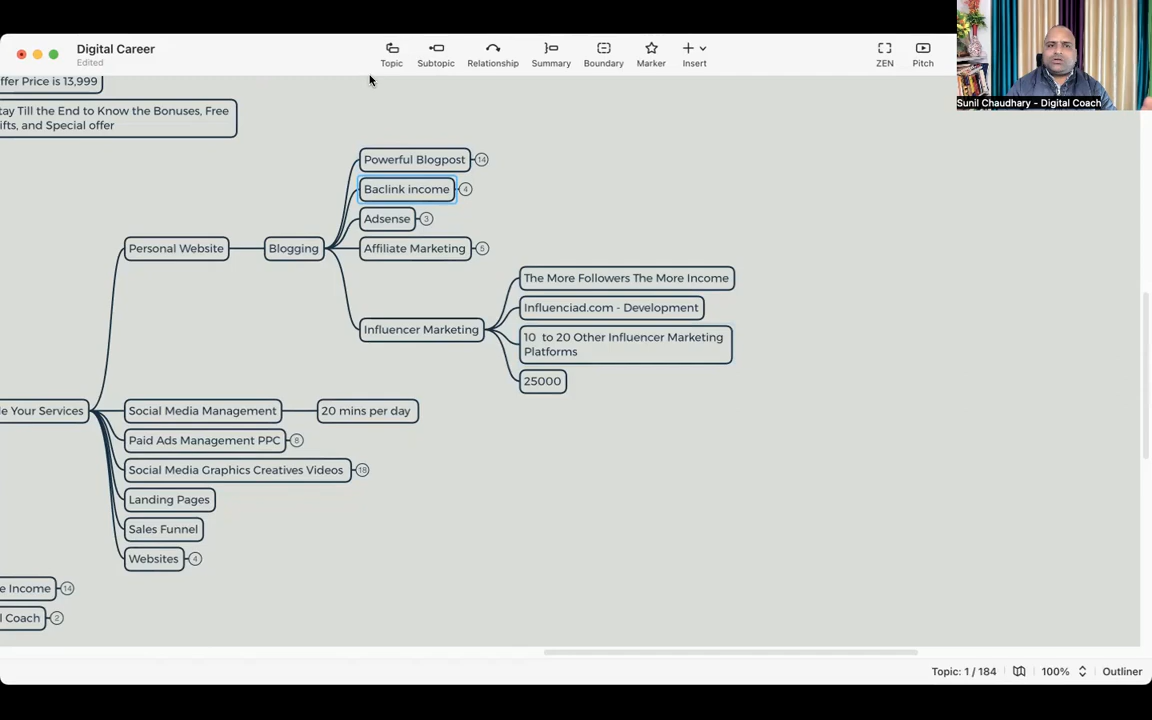 Digital Career
Edited
Topic
Subtopic
Relationship
Summary
Boundary
Marker
Insert
ZEN
Pitch
Sunil Chaudhary - Digital Coach
ffer Price is 13,999
tay Till the End to Know the Bonuses, Free
ifts, and Special offer
Powerful Blogpost 14
Baclink income 4
Adsense 3
Personal Website
Blogging
Affiliate Marketing 5
The More Followers The More Income
Influenciad.com - Development
Influencer Marketing
10 to 20 Other Influencer Marketing
Platforms
25000
le Your Services
Social Media Management
20 mins per day
Paid Ads Management PPC 8
Social Media Graphics Creatives Videos 18
Landing Pages
Sales Funnel
Websites 4
e Income 14
l Coach 2
Topic: 1 / 184
100%
Outliner